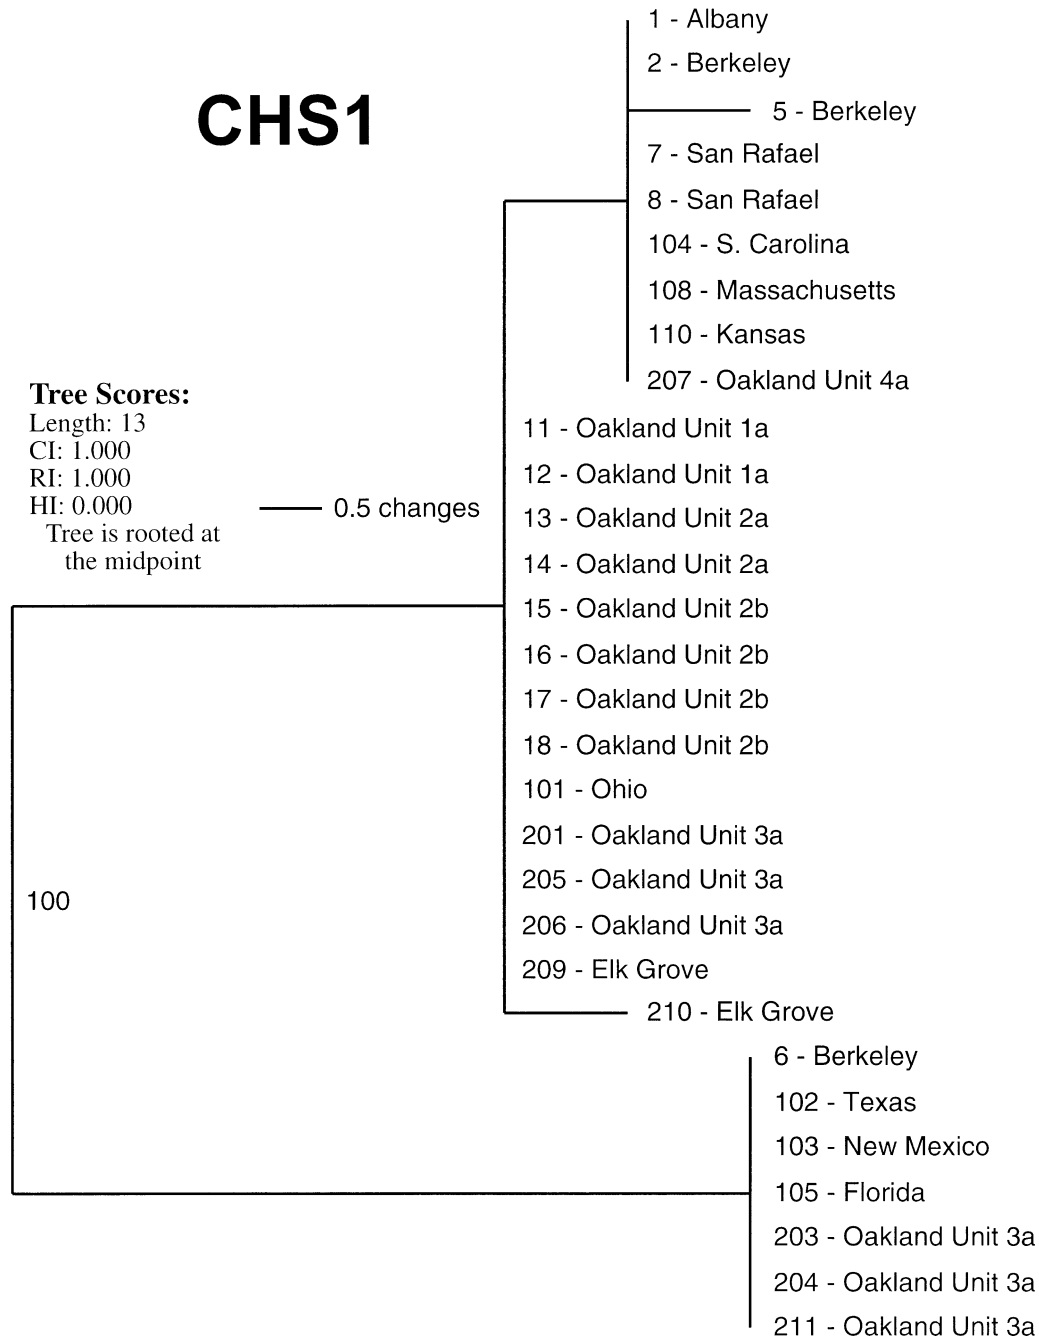 CHS1
1 - Albany
2 - Berkeley
5 - Berkeley
7 - San Rafael
8 - San Rafael
104 - S. Carolina
108 - Massachusetts
110 - Kansas
207 - Oakland Unit 4a
Tree Scores:
Length: 13
CI: 1.000
RI: 1.000
HI: 0.000
Tree is rooted at
the midpoint
0.5 changes
11 - Oakland Unit 1a
12 - Oakland Unit 1a
13 - Oakland Unit 2a
14 - Oakland Unit 2a
15 - Oakland Unit 2b
16 - Oakland Unit 2b
17 - Oakland Unit 2b
18 - Oakland Unit 2b
101 - Ohio
201 - Oakland Unit 3a
205 - Oakland Unit 3a
206 - Oakland Unit 3a
209 - Elk Grove
210 - Elk Grove
100
6 - Berkeley
102 - Texas
103 - New Mexico
105 - Florida
203 - Oakland Unit 3a
204 - Oakland Unit 3a
211 - Oakland Unit 3a